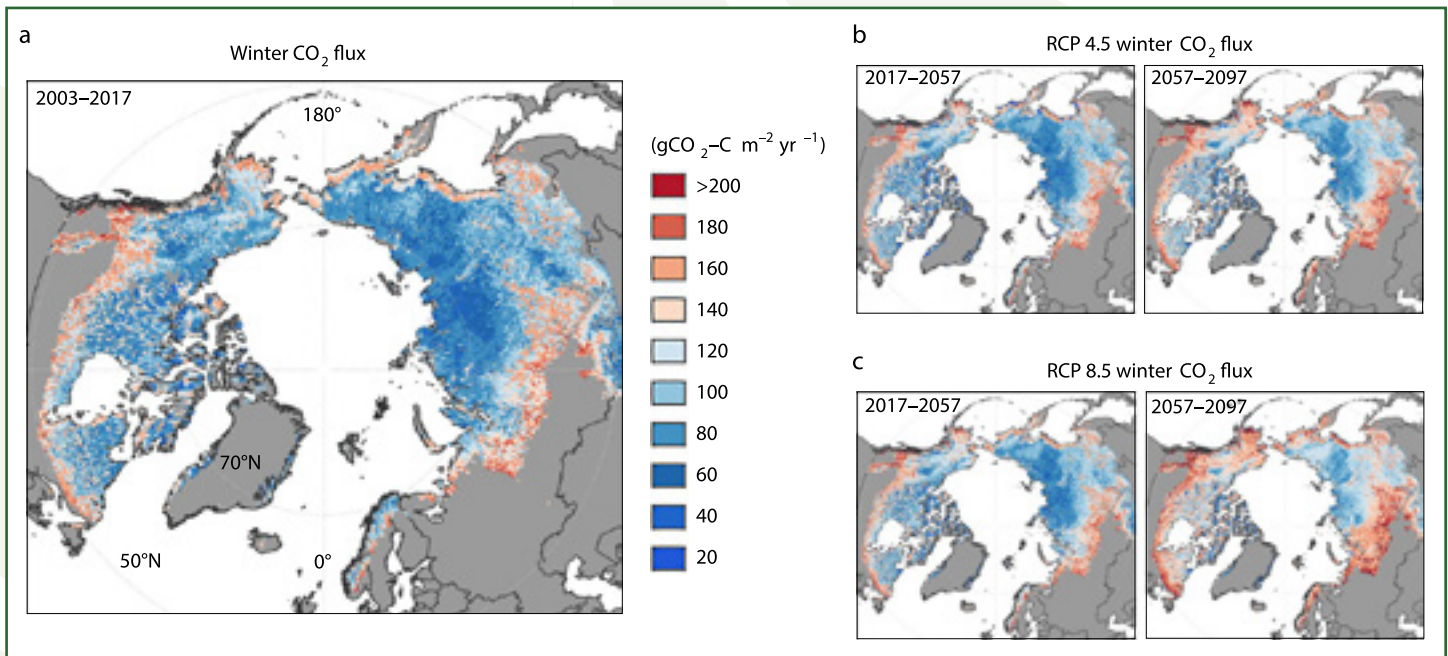 a
Winter CO₂ flux
2003–2017
180°
70°N
50°N
0°
(gCO₂–C m⁻² yr⁻¹)
>200
180
160
140
120
100
80
60
40
20
b
RCP 4.5 winter CO₂ flux
2017–2057
2057–2097
c
RCP 8.5 winter CO₂ flux
2017–2057
2057–2097